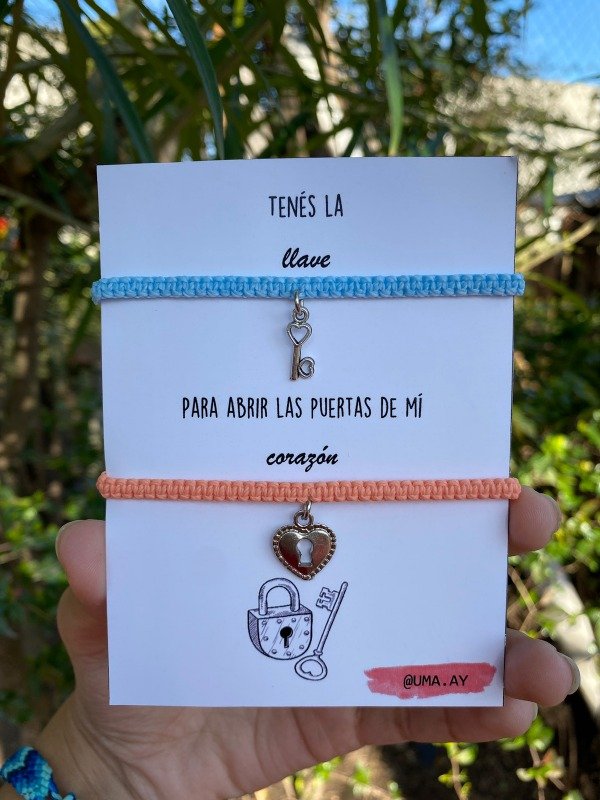 TENÉS LA
llave
PARA ABRIR LAS PUERTAS DE MÍ
corazón
@UMA.AY